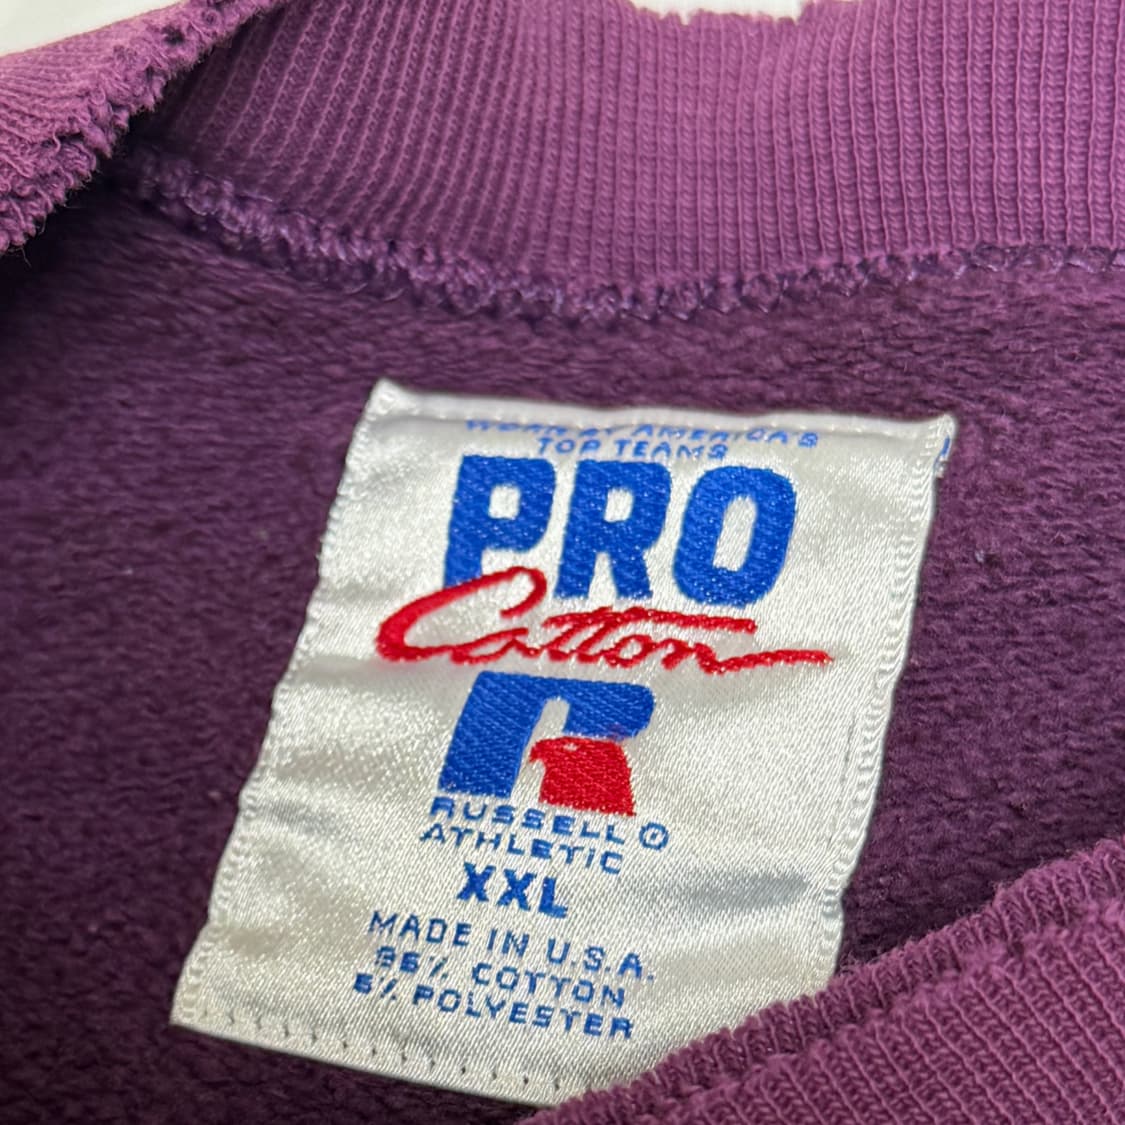 WORN BY AMERICA'S
TOP TEAMS
PRO
Cotton
RUSSELL ®
ATHLETIC
XXL
MADE IN U.S.A.
95% COTTON
5% POLYESTER